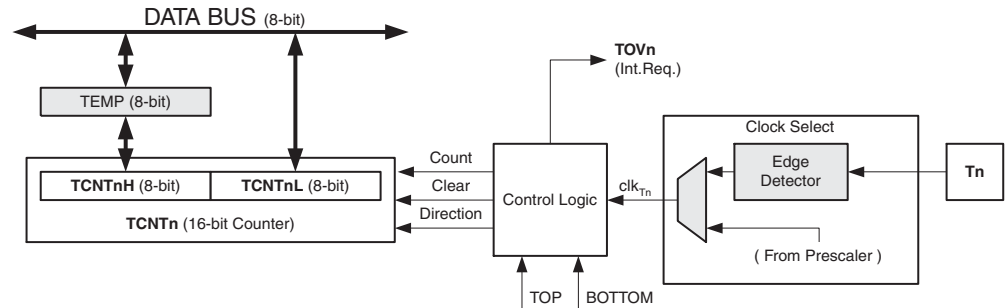 DATA BUS (8-bit)
TOVn
(Int.Req.)
TEMP (8-bit)
Clock Select
Count
Edge
Detector
Tn
TCNTnH (8-bit) TCNTnL (8-bit)
Clear
Control Logic
clkTn
TCNTn (16-bit Counter)
Direction
( From Prescaler )
TOP
BOTTOM